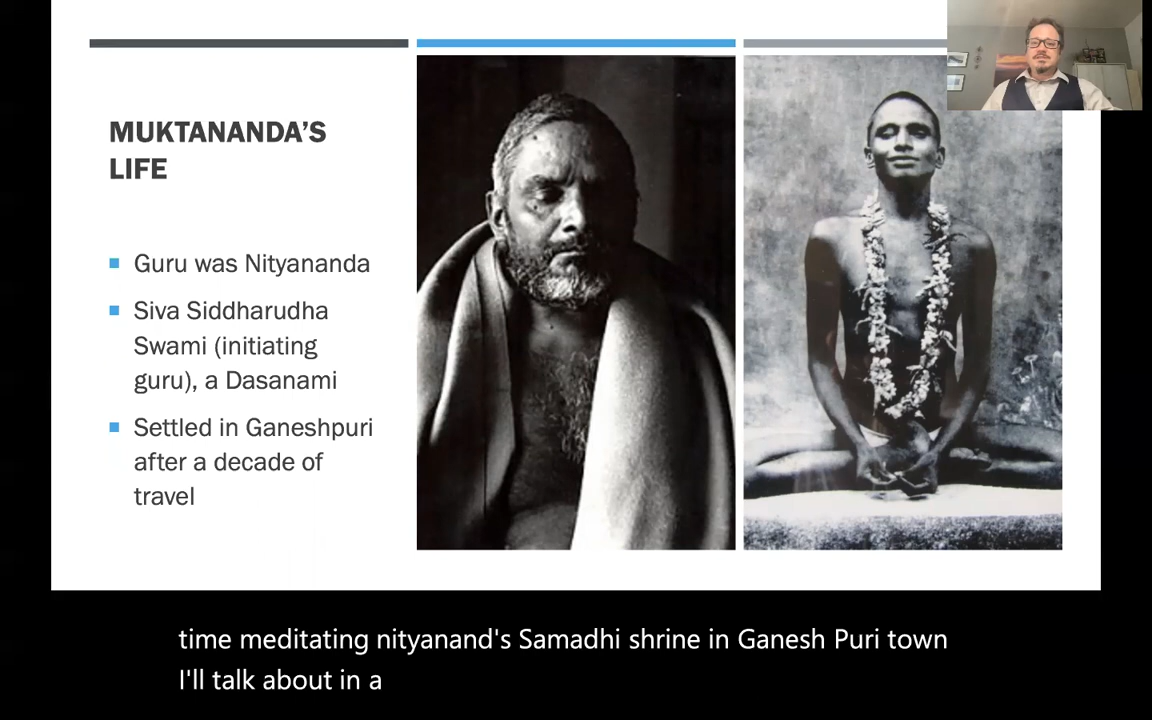 MUKTANANDA'S
LIFE
Guru was Nityananda
Siva Siddharudha
Swami (initiating
guru), a Dasanami
Settled in Ganeshpuri
after a decade of
travel
time meditating nityanand's Samadhi shrine in Ganesh Puri town
I'll talk about in a